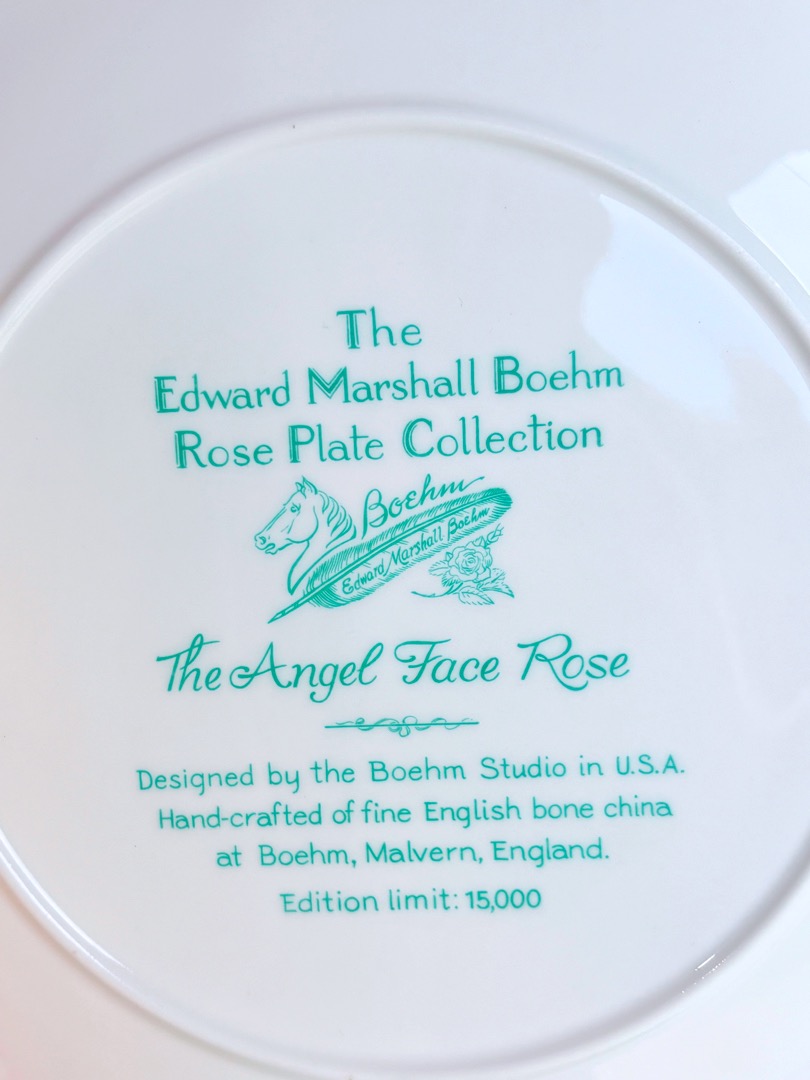 The
Edward Marshall Boehm
Rose Plate Collection
Boehm
Edward Marshall Boehm
The Angel Face Rose
Designed by the Boehm Studio in U.S.A.
Hand-crafted of fine English bone china
at Boehm, Malvern, England.
Edition limit: 15,000